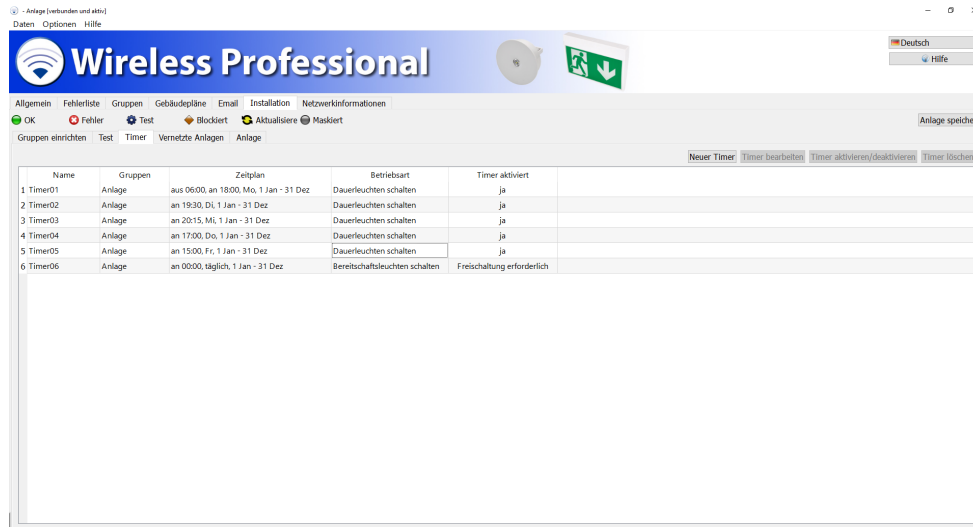 - Anlage [verbunden und aktiv]
Daten Optionen Hilfe
Wireless Professional
Deutsch
Hilfe
Allgemein Fehlerliste Gruppen Gebäudepläne Email Installation Netzwerkinformationen
OK Fehler Test Blockiert Aktualisiere Maskiert Anlage speiche
Gruppen einrichten Test Timer Vernetzte Anlagen Anlage
Neuer Timer Timer bearbeiten Timer aktivieren/deaktivieren Timer löschen
Name Gruppen Zeitplan Betriebsart Timer aktiviert
1 Timer01 Anlage aus 06:00, an 18:00, Mo, 1 Jan - 31 Dez Dauerleuchten schalten ja
2 Timer02 Anlage an 19:30, Di, 1 Jan - 31 Dez Dauerleuchten schalten ja
3 Timer03 Anlage an 20:15, Mi, 1 Jan - 31 Dez Dauerleuchten schalten ja
4 Timer04 Anlage an 17:00, Do, 1 Jan - 31 Dez Dauerleuchten schalten ja
5 Timer05 Anlage an 15:00, Fr, 1 Jan - 31 Dez Dauerleuchten schalten ja
6 Timer06 Anlage an 00:00, täglich, 1 Jan - 31 Dez Bereitschaftsleuchten schalten Freischaltung erforderlich